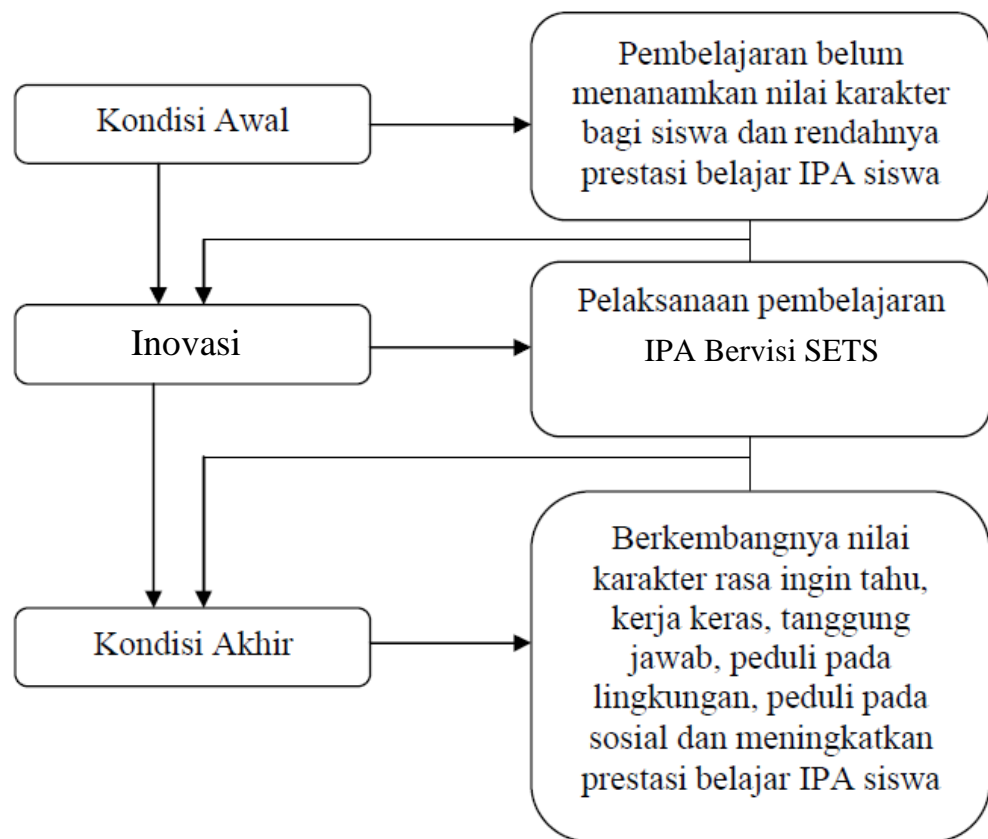 Kondisi Awal
Pembelajaran belum
menanamkan nilai karakter
bagi siswa dan rendahnya
prestasi belajar IPA siswa
Inovasi
Pelaksanaan pembelajaran
IPA Bervisi SETS
Kondisi Akhir
Berkembangnya nilai
karakter rasa ingin tahu,
kerja keras, tanggung
jawab, peduli pada
lingkungan, peduli pada
sosial dan meningkatkan
prestasi belajar IPA siswa